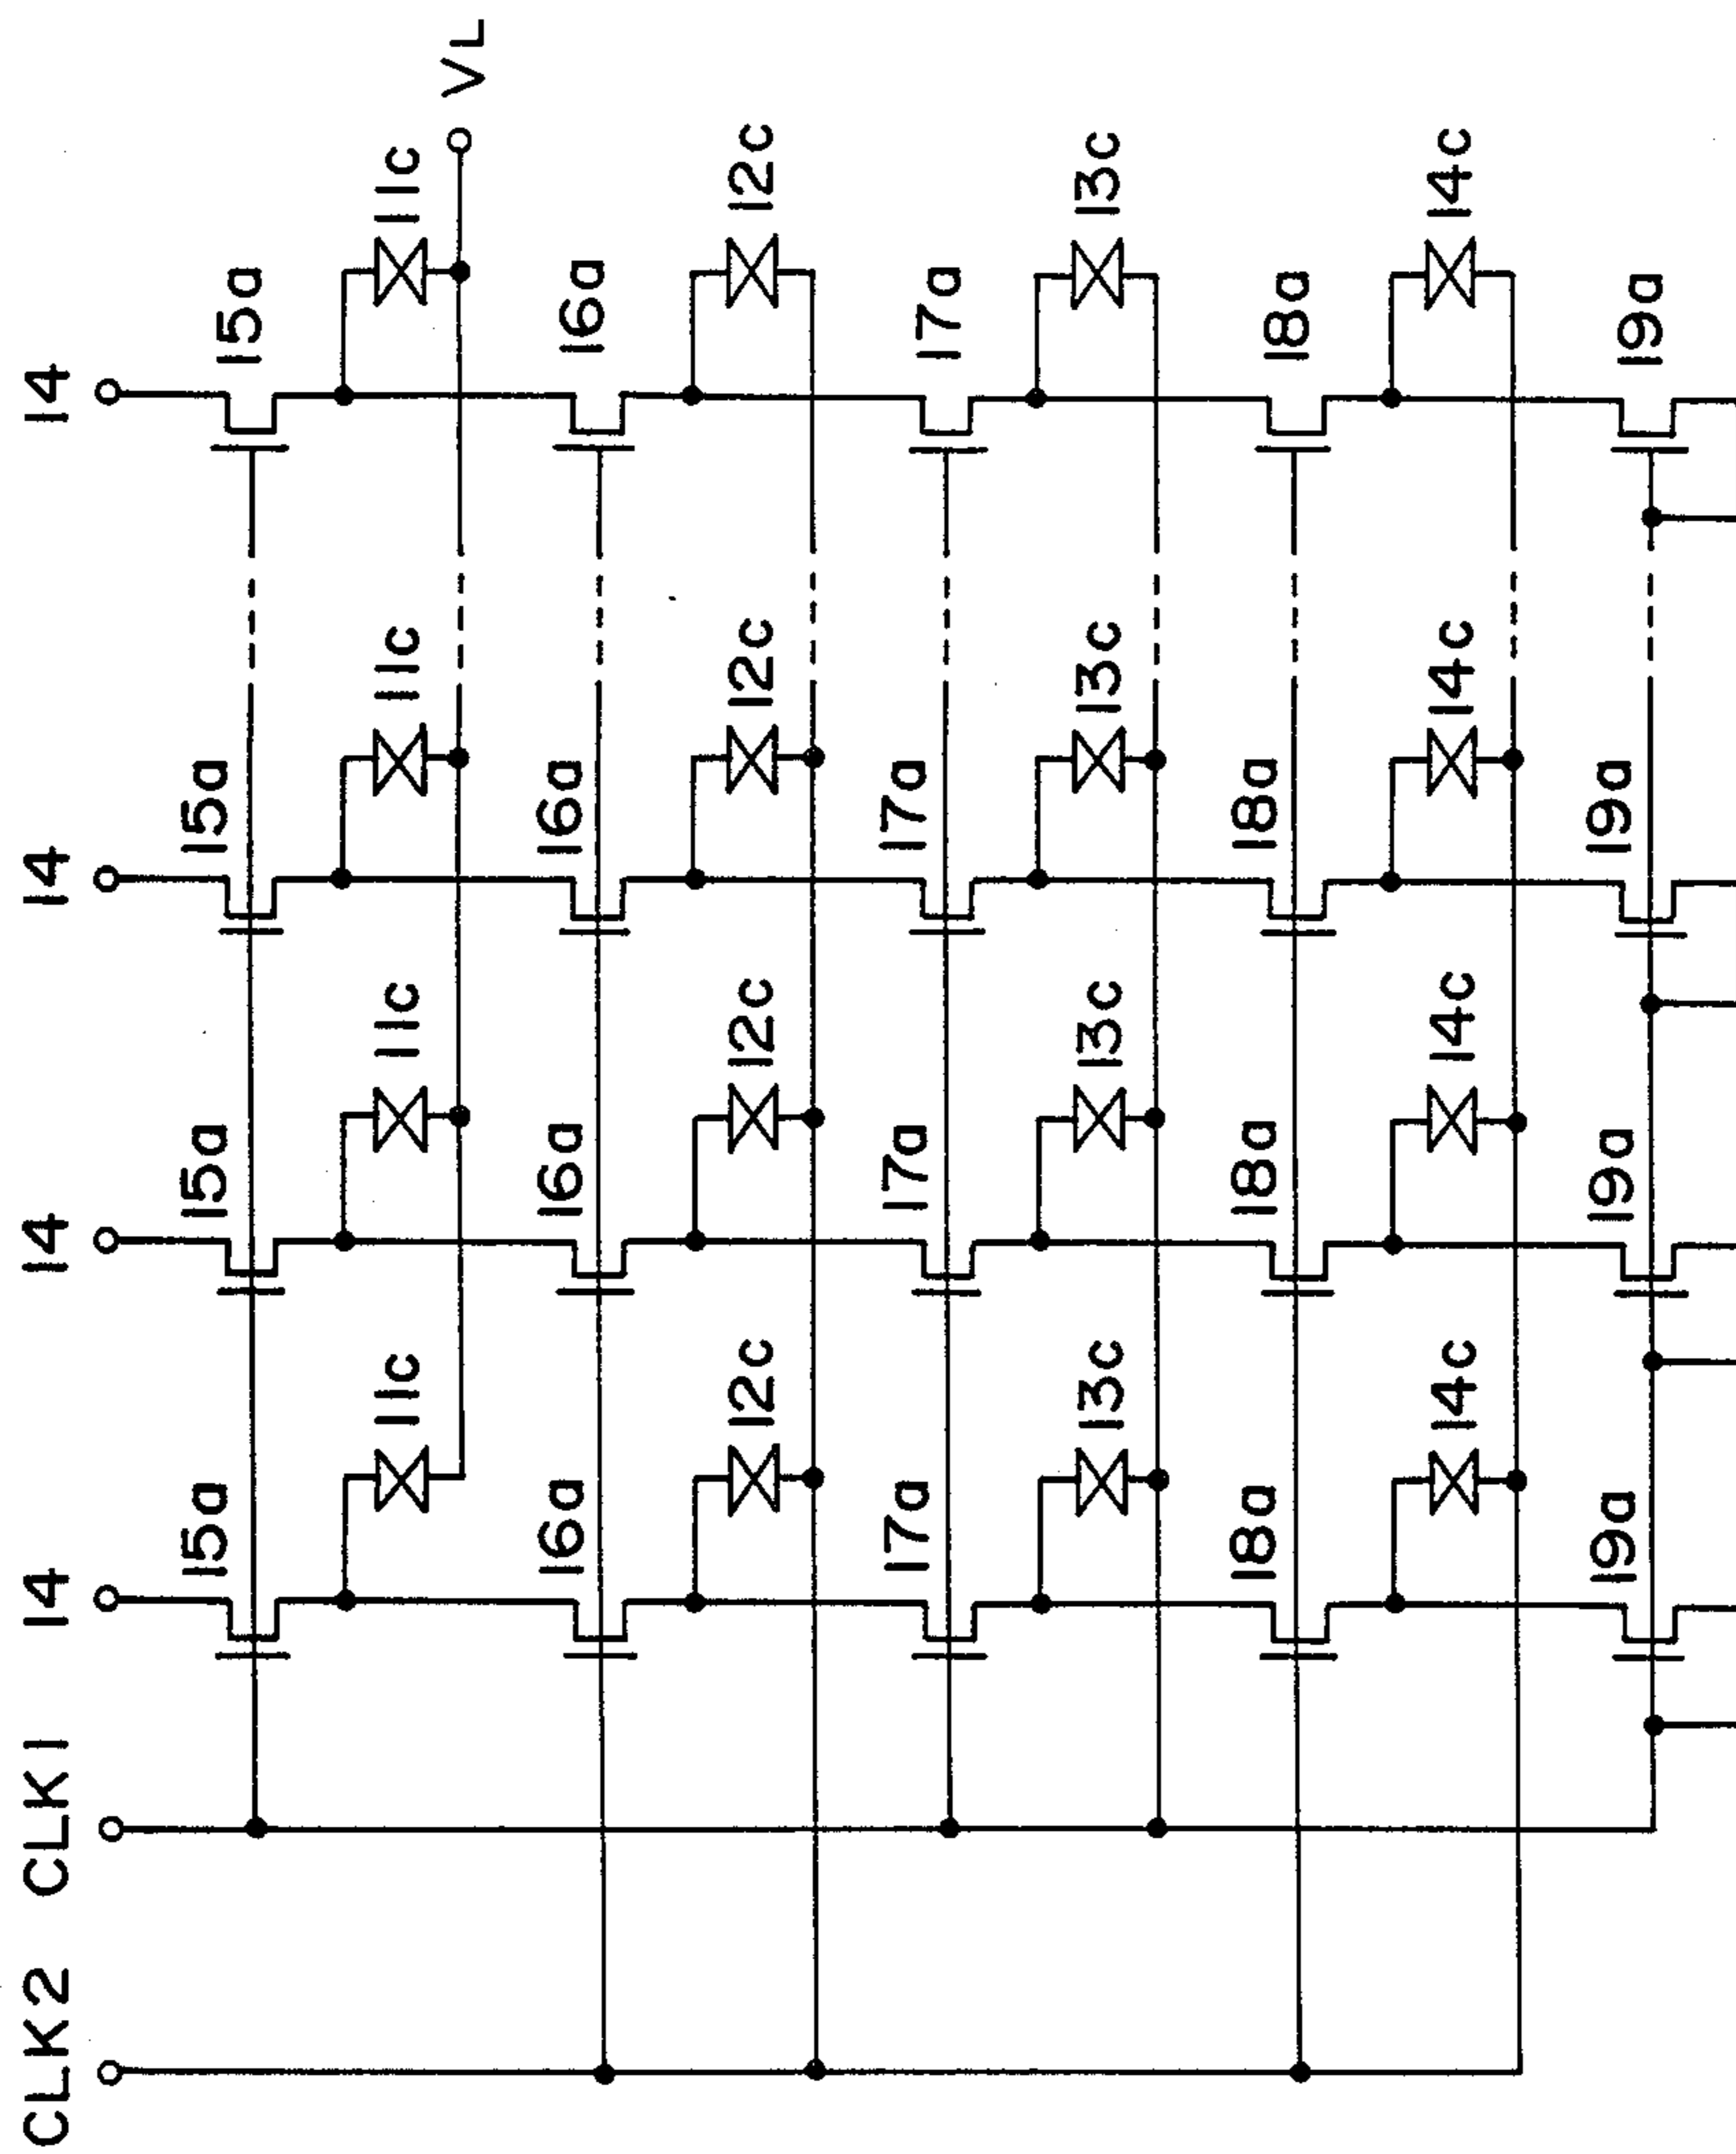 CLK2 CLK1 14 14 14 14
15a 15a 15a 15a
11c 11c 11c 11c
VL
16a 16a 16a 16a
12c 12c 12c 12c
17a 17a 17a 17a
13c 13c 13c 13c
18a 18a 18a 18a
14c 14c 14c 14c
19a 19a 19a 19a